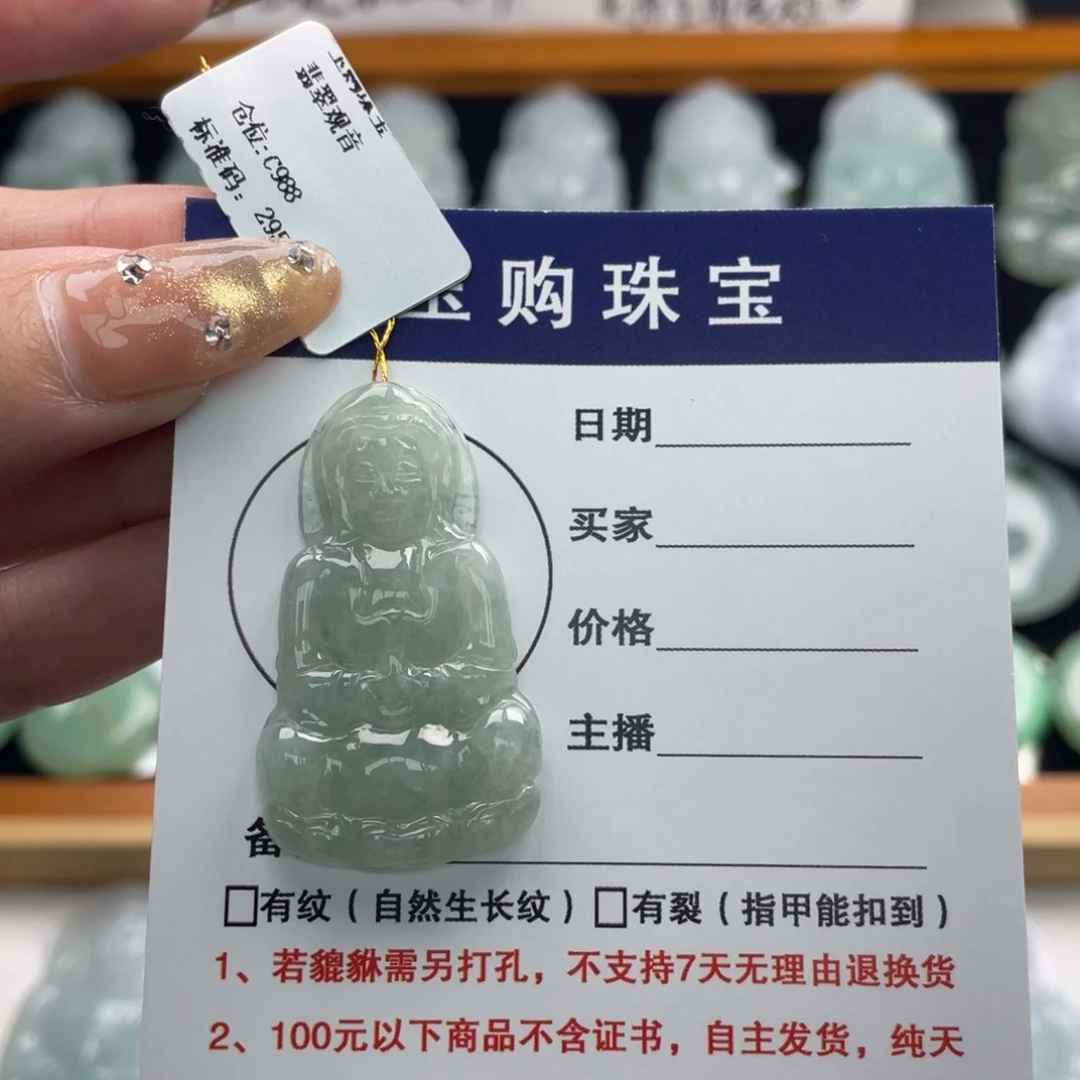 翡翠观音
仓位:C988
标准码: 295
玉购珠宝
日期
买家
价格
主播
备
□有纹(自然生长纹)□有裂(指甲能扣到)
1、若貔貅需另打孔,不支持7天无理由退换货
2、100元以下商品不含证书,自主发货,纯天